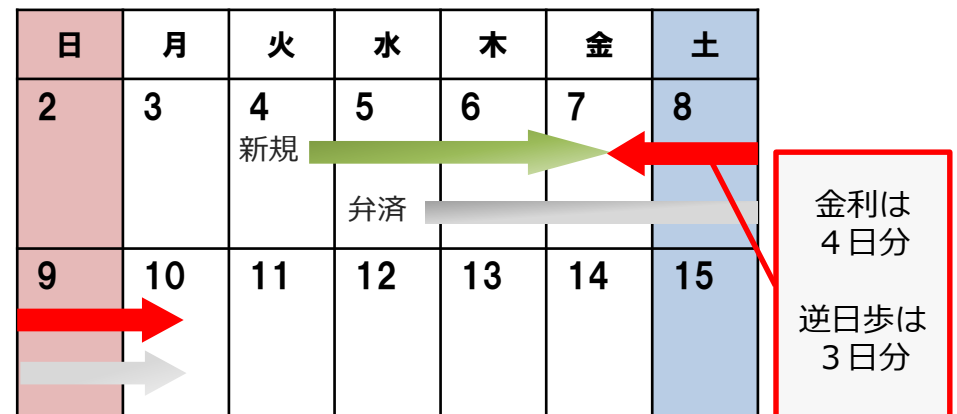 日 月 火 水 木 金 土
2 3 4 5 6 7 8
新規
弁済
9 10 11 12 13 14 15
金利は
４日分
逆日歩は
３日分